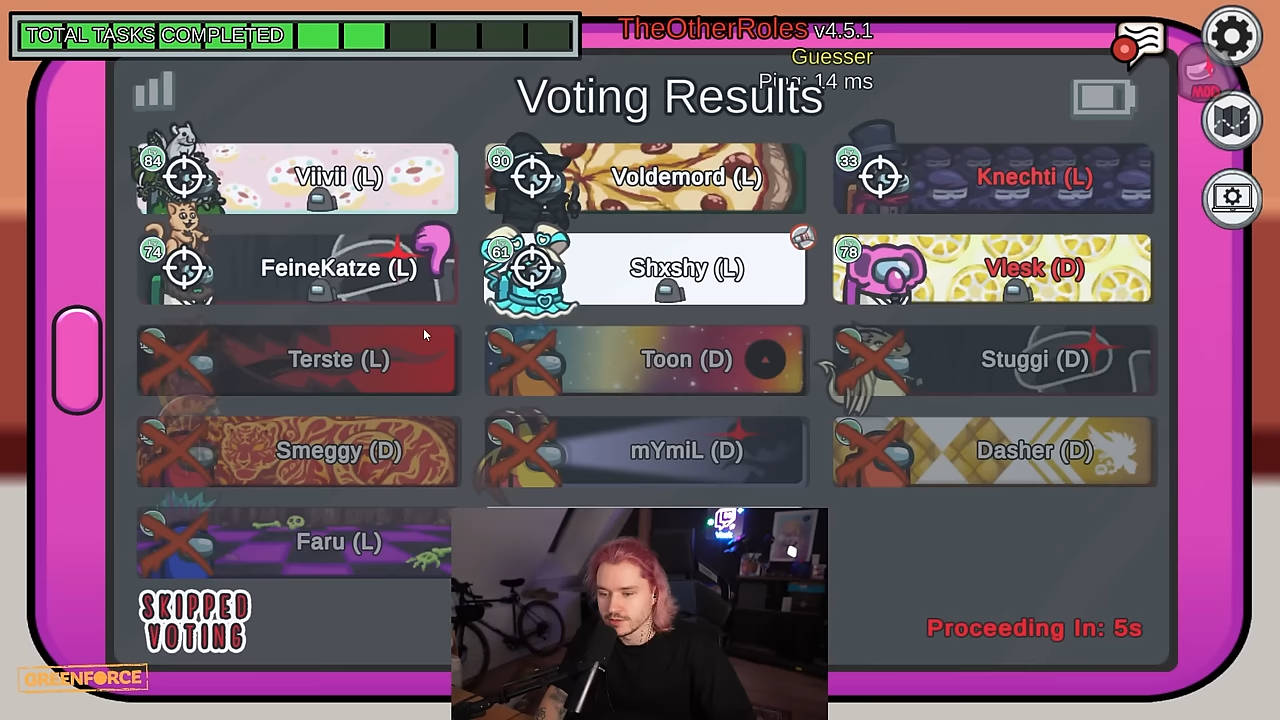 TOTAL TASKS COMPLETED
TheOtherRoles v4.5.1
Guesser
Ping: 14 ms
MOD
Voting Results
84 Viivii (L)
90 Voldemord (L)
33 Knechti (L)
74 FeineKatze (L)
61 Shxshy (L)
78 Vlesk (D)
Terste (L)
Toon (D)
Stuggi (D)
Smeggy (D)
mYmiL (D)
Dasher (D)
Faru (L)
SKIPPED
VOTING
Proceeding In: 5s
GREENFORCE